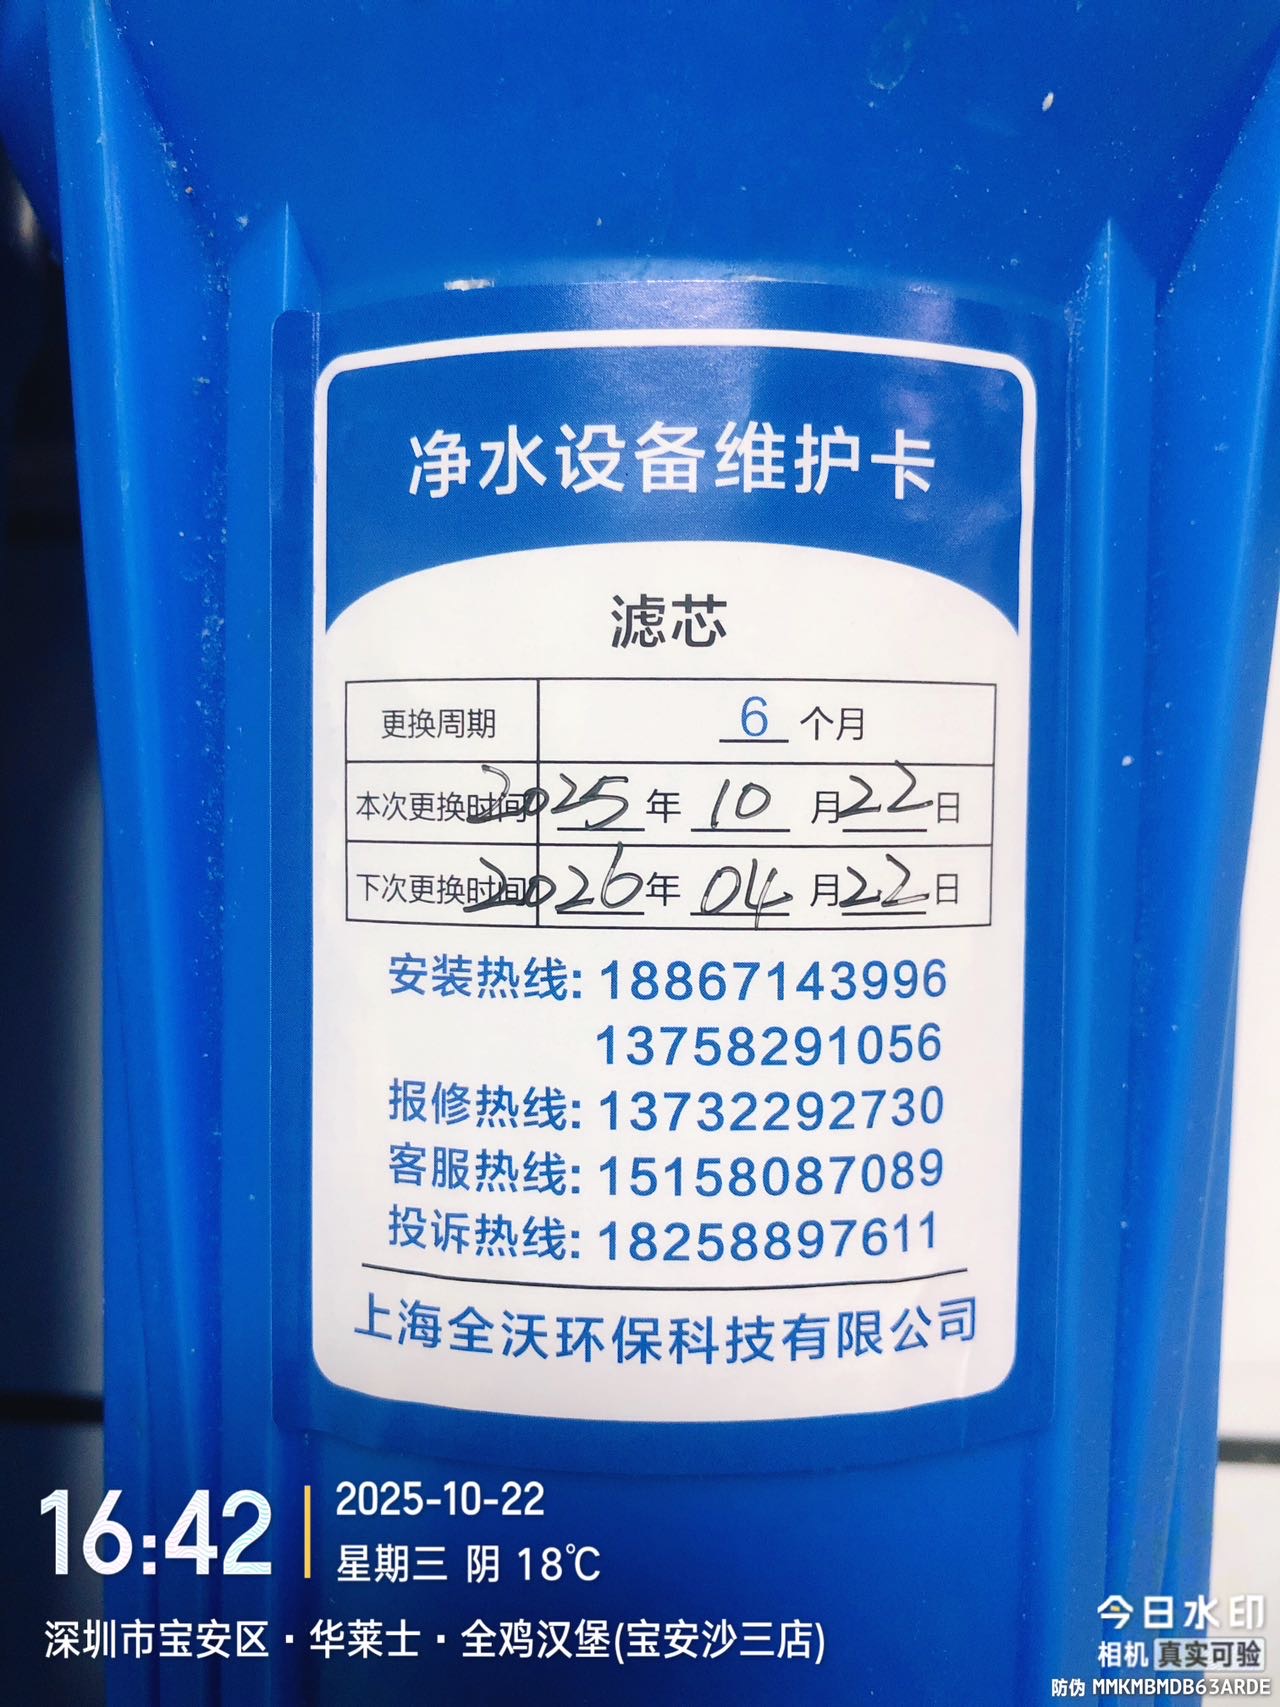 净水设备维护卡
滤芯
更换周期 6 个月
本次更换时间 2025 年 10 月 22 日
下次更换时间 2026 年 04 月 22 日
安装热线: 18867143996
13758291056
报修热线: 13732292730
客服热线: 15158087089
投诉热线: 18258897611
上海全沃环保科技有限公司
16:42
2025-10-22
星期三 阴 18℃
深圳市宝安区·华莱士·全鸡汉堡(宝安沙三店)
今日水印
相机 真实可验
防伪 MMKMBMDB63ARDE